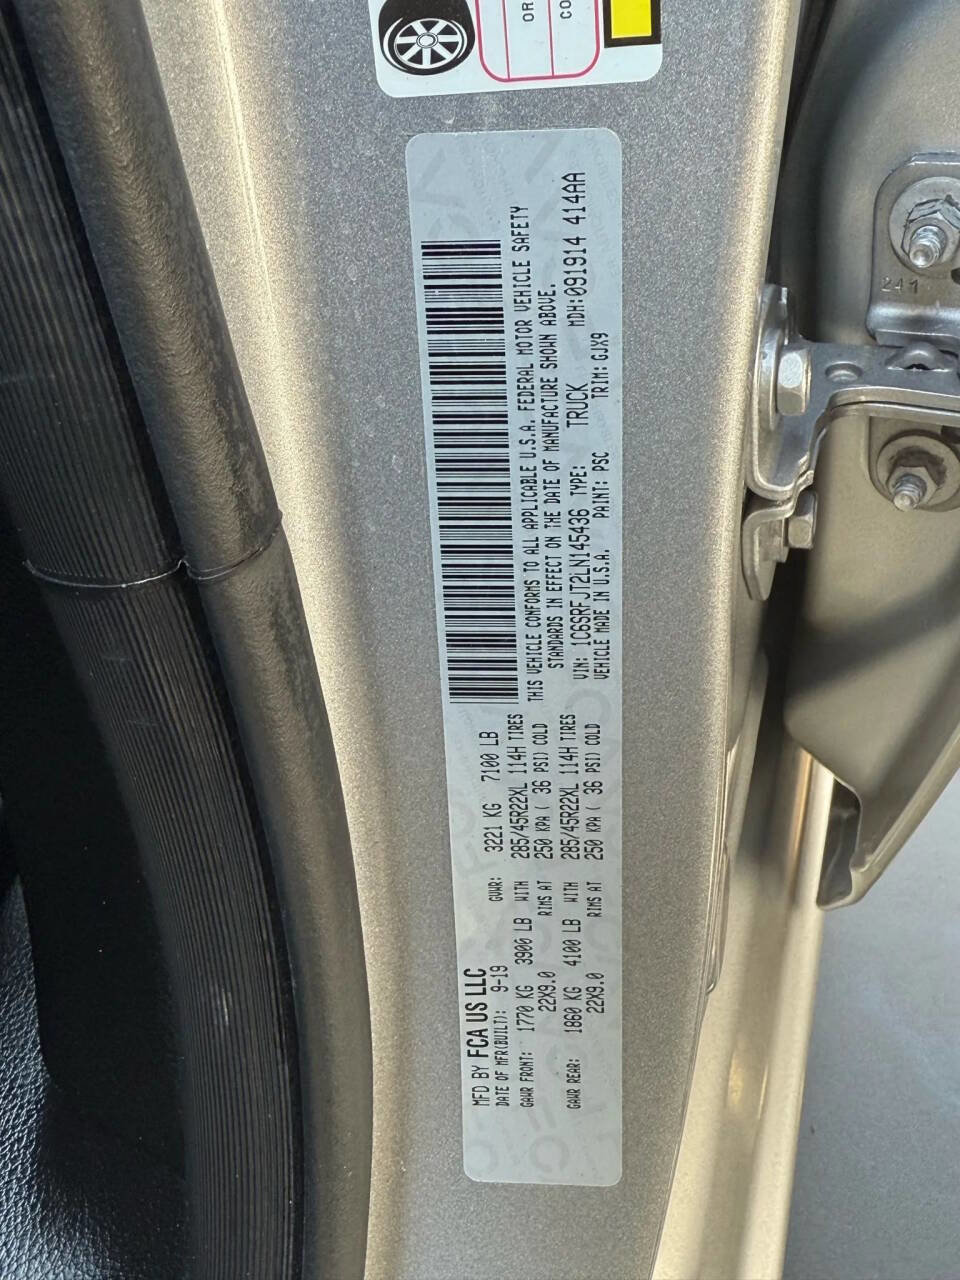 OR
CO
MFD BY FCA US LLC
DATE OF MFR(BUILT): 9-19 GVWR: 3221 KG 7100 LB
GAWR FRONT: 1770 KG 3900 LB WITH 285/45R22XL 114H TIRES
22X9.0 RIMS AT 250 KPA ( 36 PSI) COLD
GAWR REAR: 1860 KG 4100 LB WITH 285/45R22XL 114H TIRES
22X9.0 RIMS AT 250 KPA ( 36 PSI) COLD
THIS VEHICLE CONFORMS TO ALL APPLICABLE U.S.A. FEDERAL MOTOR VEHICLE SAFETY
STANDARDS IN EFFECT ON THE DATE OF MANUFACTURE SHOWN ABOVE.
VIN: 1C6SRFJT2LN145436 TYPE: TRUCK MDH:091914 414AA
VEHICLE MADE IN U.S.A. PAINT: PSC TRIM: GJX9
241